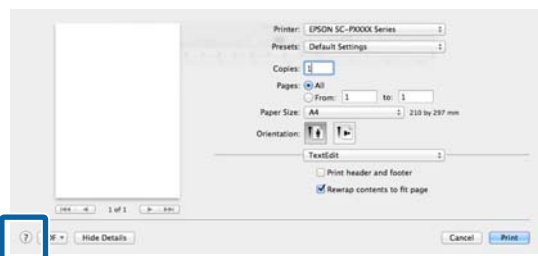 Printer: EPSON SC-PXXXX Series
Presets: Default Settings
Copies: 1
Pages: All
From: 1 to: 1
Paper Size: A4 210 by 297 mm
Orientation:
TextEdit
Print header and footer
Rewrap contents to fit page
1 of 1
? DF Hide Details Cancel Print